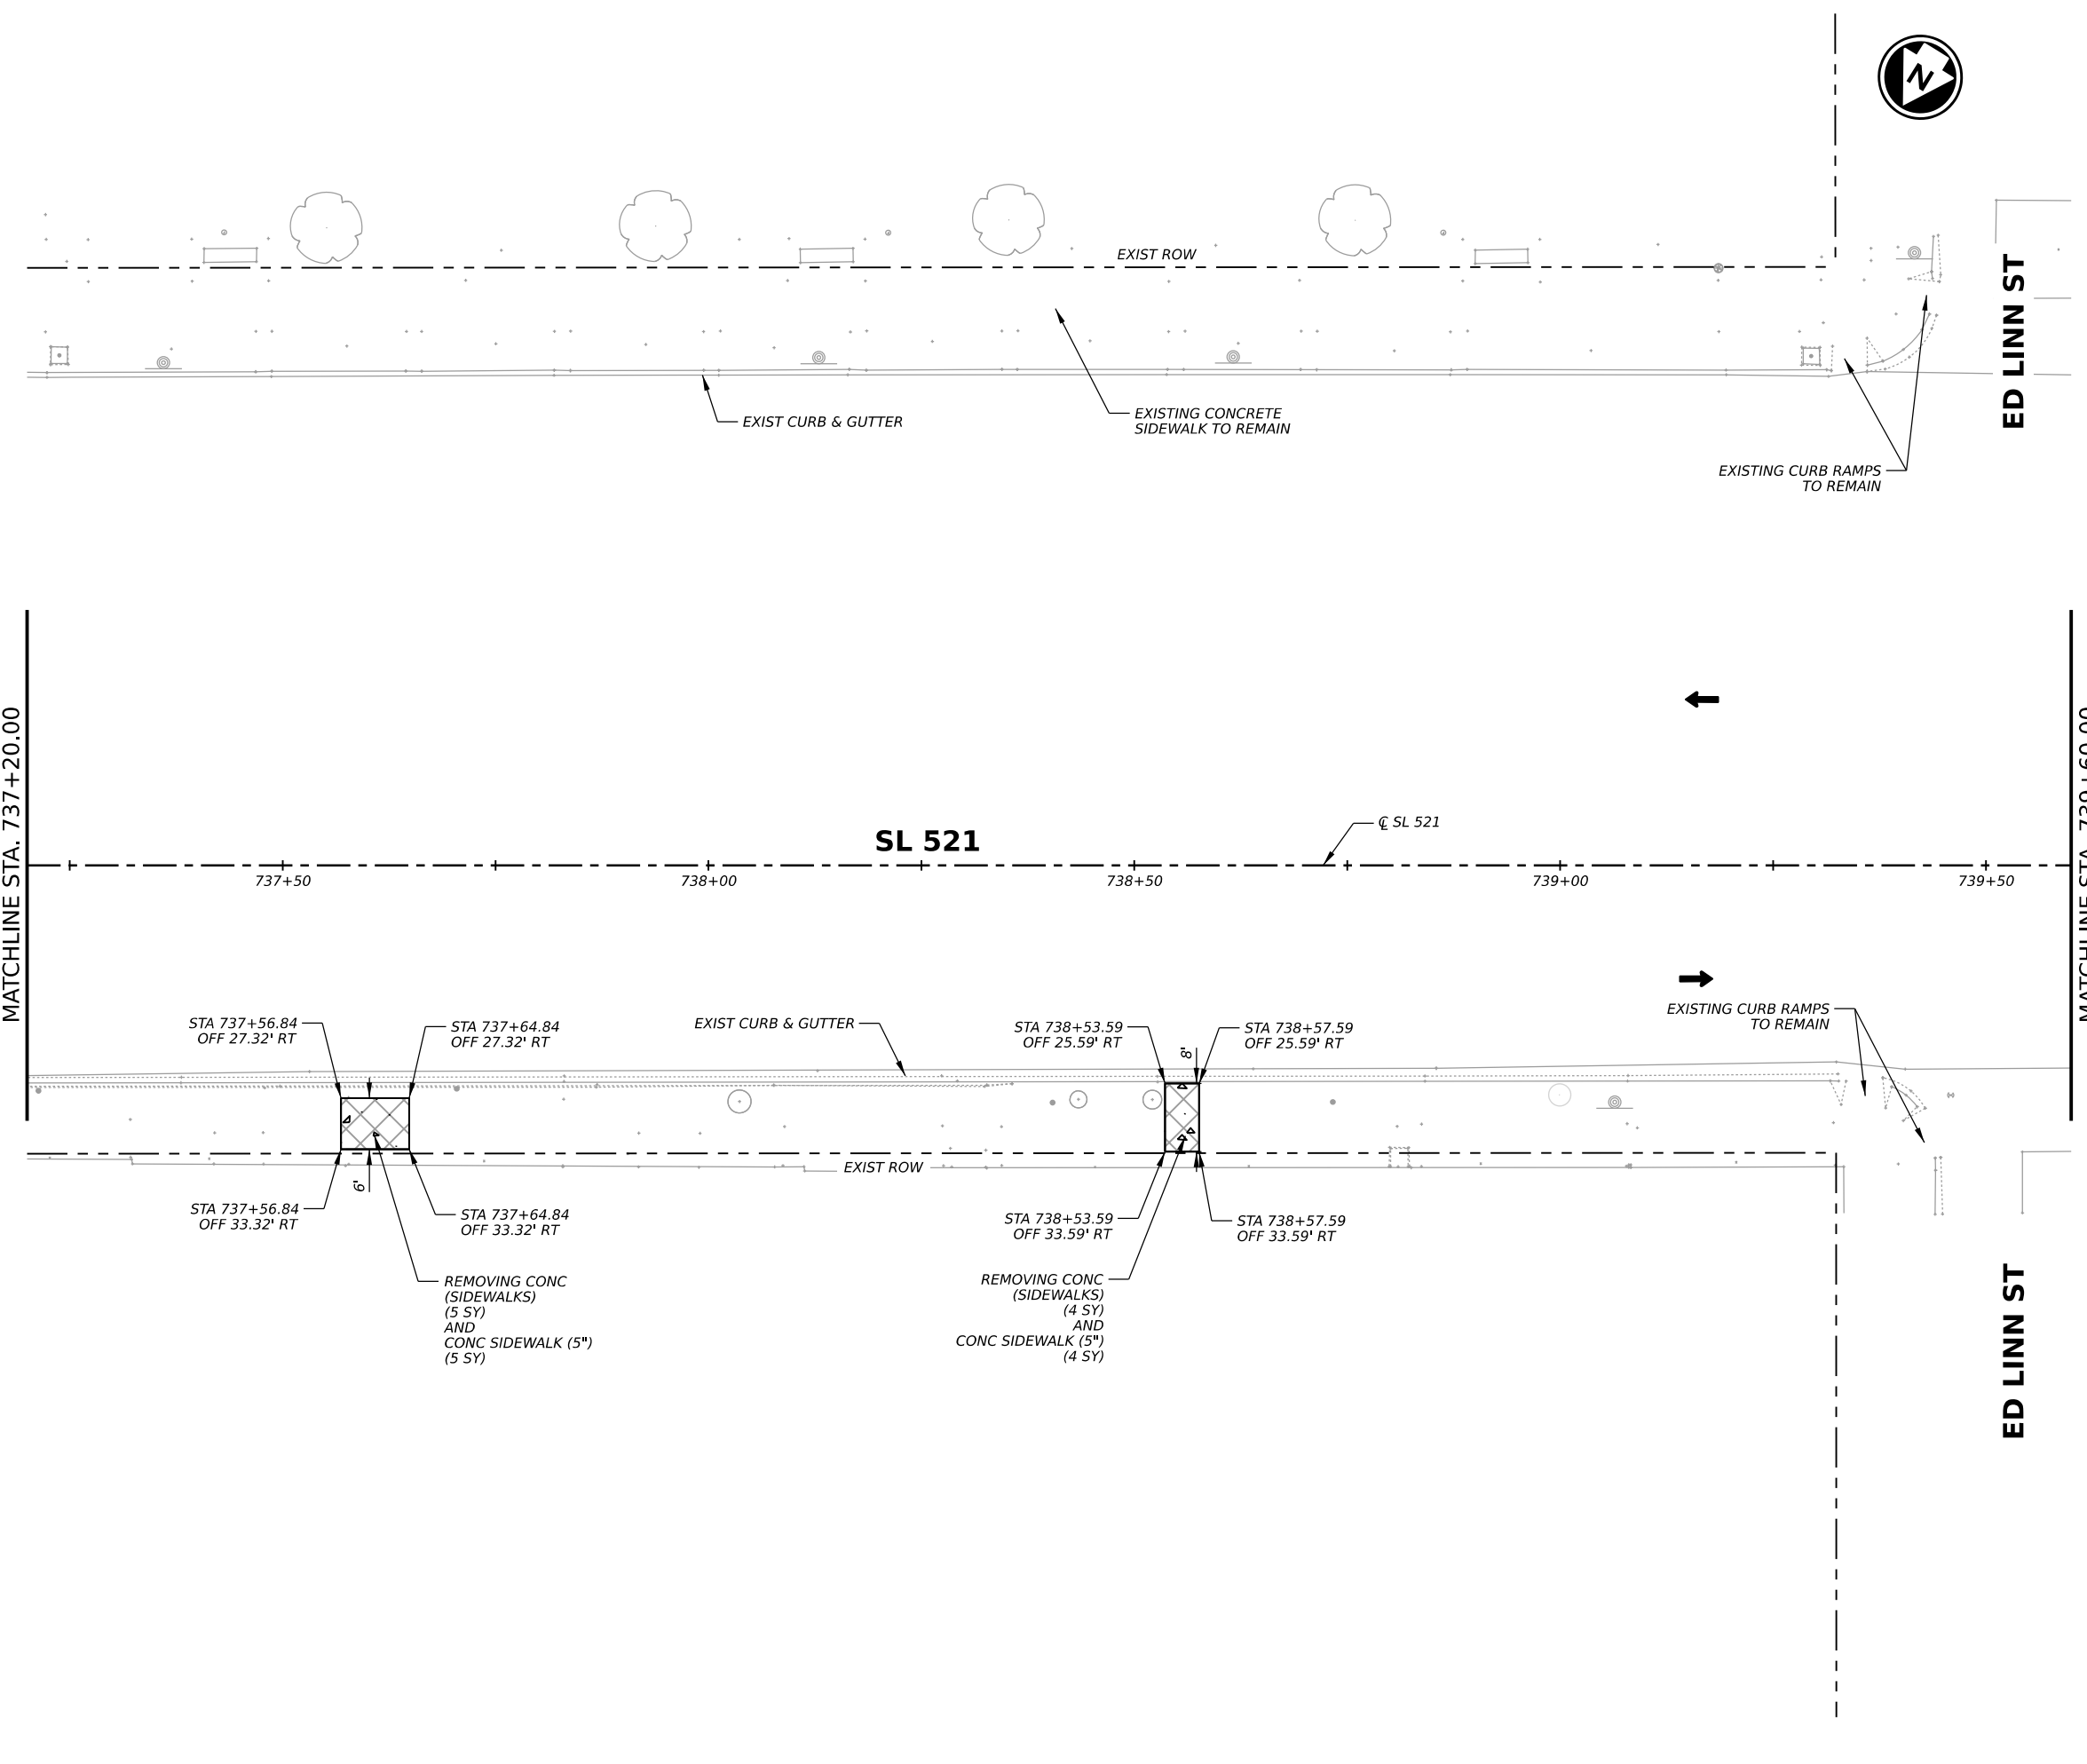 N
EXIST ROW
ED LINN ST
EXIST CURB & GUTTER
EXISTING CONCRETE
SIDEWALK TO REMAIN
EXISTING CURB RAMPS
TO REMAIN
MATCHLINE STA. 737+20.00
MATCHLINE STA. 739+60.00
SL 521
℄ SL 521
737+50
738+00
738+50
739+00
739+50
STA 737+56.84
OFF 27.32' RT
STA 737+64.84
OFF 27.32' RT
EXIST CURB & GUTTER
STA 738+53.59
OFF 25.59' RT
8'
STA 738+57.59
OFF 25.59' RT
EXISTING CURB RAMPS
TO REMAIN
EXIST ROW
6'
STA 737+56.84
OFF 33.32' RT
STA 737+64.84
OFF 33.32' RT
STA 738+53.59
OFF 33.59' RT
STA 738+57.59
OFF 33.59' RT
REMOVING CONC
(SIDEWALKS)
(5 SY)
AND
CONC SIDEWALK (5")
(5 SY)
REMOVING CONC
(SIDEWALKS)
(4 SY)
AND
CONC SIDEWALK (5")
(4 SY)
ED LINN ST